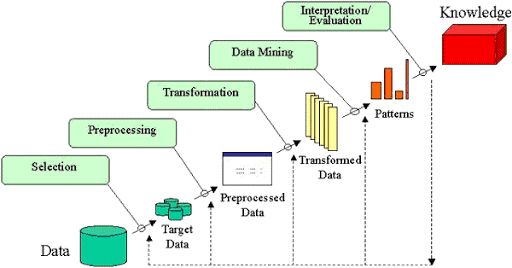 Interpretation/
Evaluation
Knowledge
Data Mining
Transformation
Patterns
Preprocessing
Transformed
Data
Selection
Preprocessed
Data
Target
Data
Data